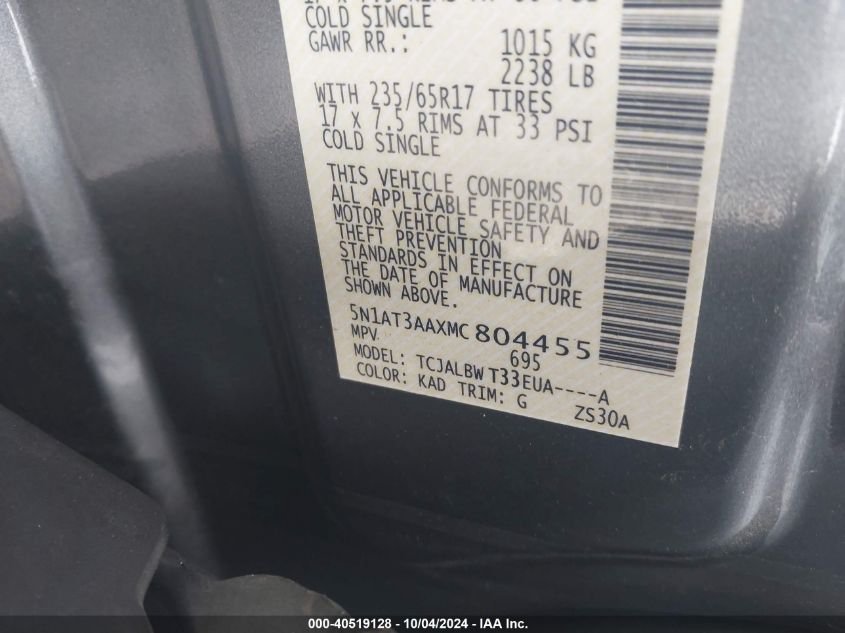 COLD SINGLE
GAWR RR.: 1015 KG
2238 LB
WITH 235/65R17 TIRES
17 x 7.5 RIMS AT 33 PSI
COLD SINGLE
THIS VEHICLE CONFORMS TO
ALL APPLICABLE FEDERAL
MOTOR VEHICLE SAFETY AND
THEFT PREVENTION
STANDARDS IN EFFECT ON
THE DATE OF MANUFACTURE
SHOWN ABOVE.
5N1AT3AAXMC 804455
MPV 695
MODEL: TCJALBW T33EUA----A
COLOR: KAD TRIM: G ZS30A
000-40519128 - 10/04/2024 - IAA Inc.